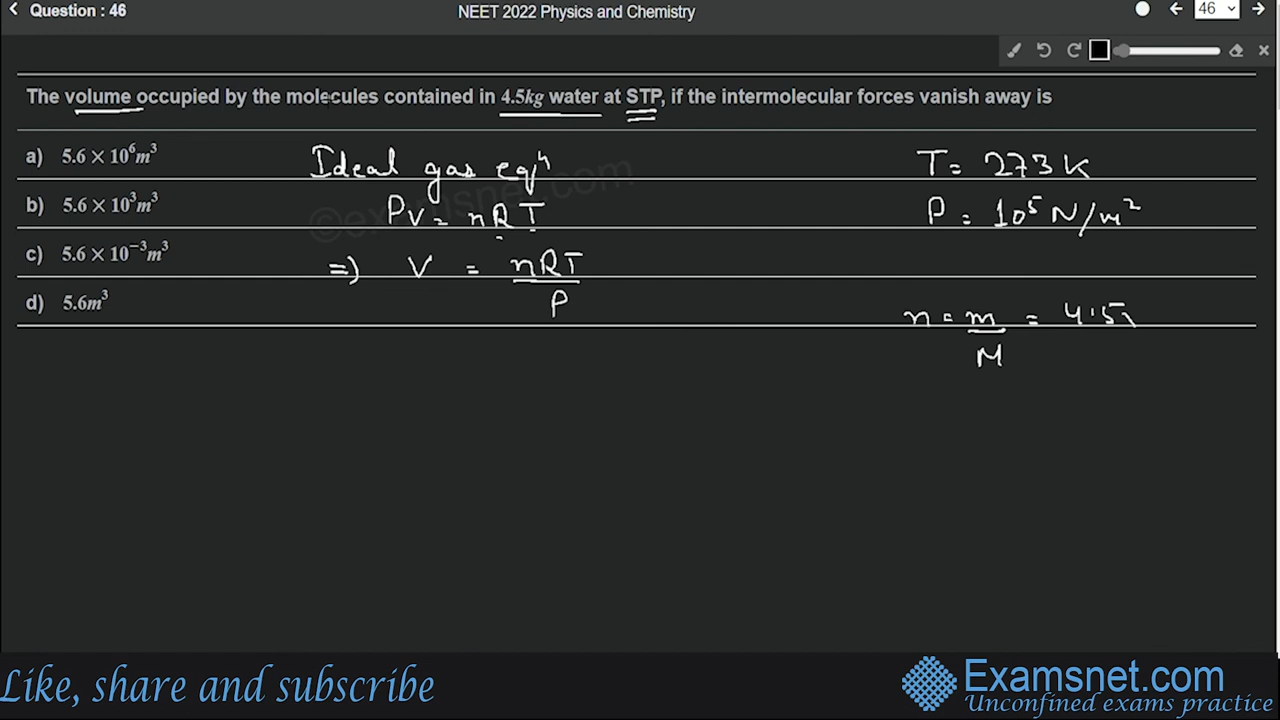 Question : 46
NEET 2022 Physics and Chemistry
46
The volume occupied by the molecules contained in 4.5kg water at STP, if the intermolecular forces vanish away is
a) 5.6 × 10⁶m³
b) 5.6 × 10³m³
c) 5.6 × 10⁻³m³
d) 5.6m³
Ideal gas eqⁿ
PV = nRT
=) V = nRT
P
T = 273 K
P = 10⁵ N/m²
n = m = 4.5
M
©examsnet.com
Like, share and subscribe
Examsnet.com
Unconfined exams practice